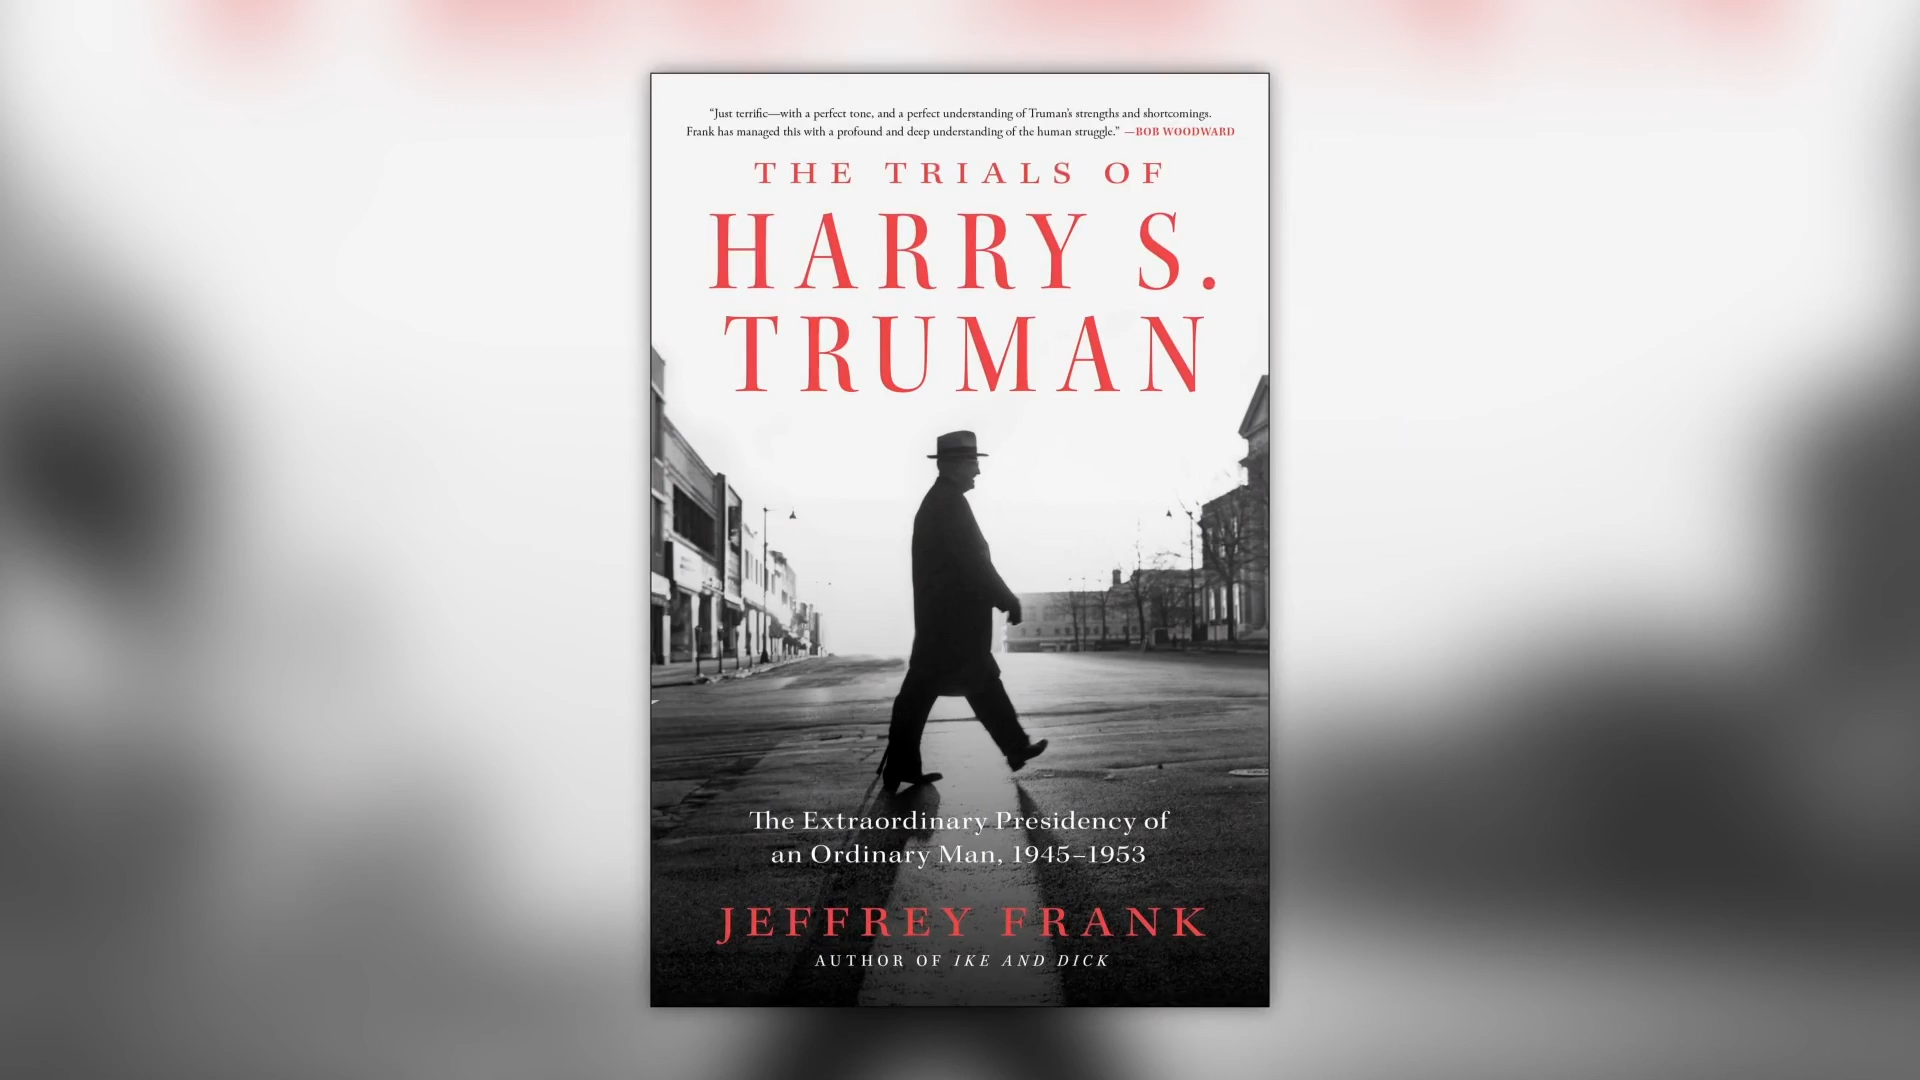 “Just terrific—with a perfect tone, and a perfect understanding of Truman’s strengths and shortcomings.
Frank has managed this with a profound and deep understanding of the human struggle.” —BOB WOODWARD
THE TRIALS OF
HARRY S.
TRUMAN
The Extraordinary Presidency of
an Ordinary Man, 1945–1953
JEFFREY FRANK
AUTHOR OF IKE AND DICK